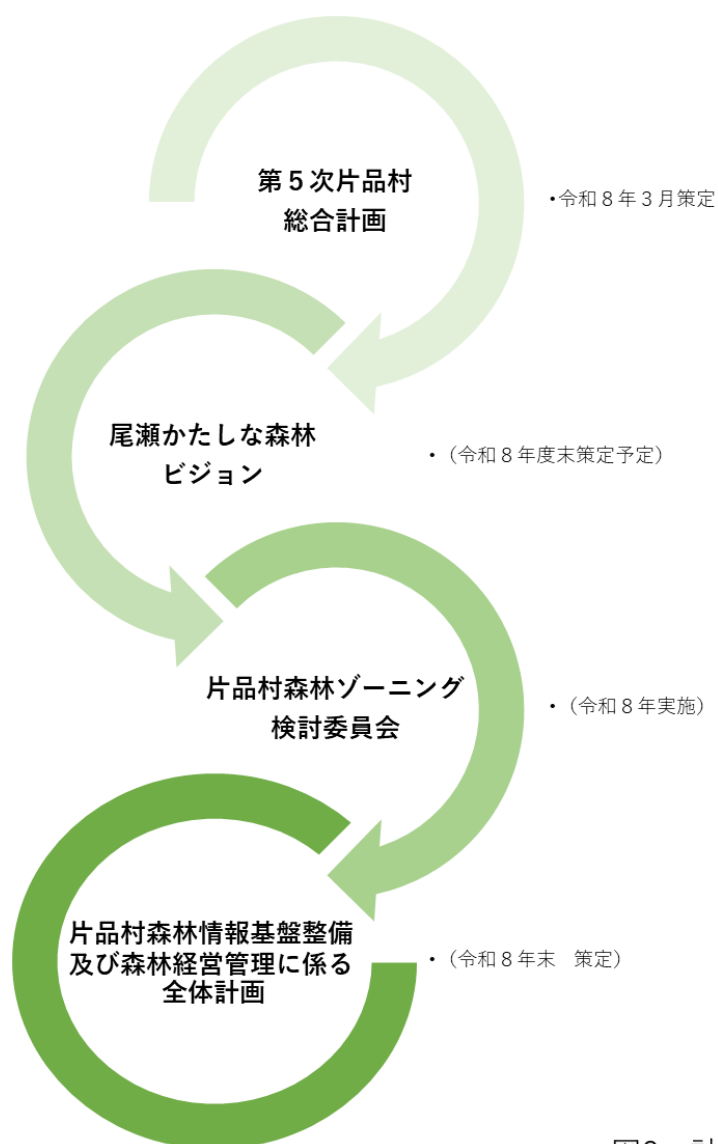 第５次片品村
総合計画
•令和８年３月策定
尾瀬かたしな森林
ビジョン
•（令和８年度末策定予定）
片品村森林ゾーニング
検討委員会
•（令和８年実施）
片品村森林情報基盤整備
及び森林経営管理に係る
全体計画
•（令和８年末　策定）